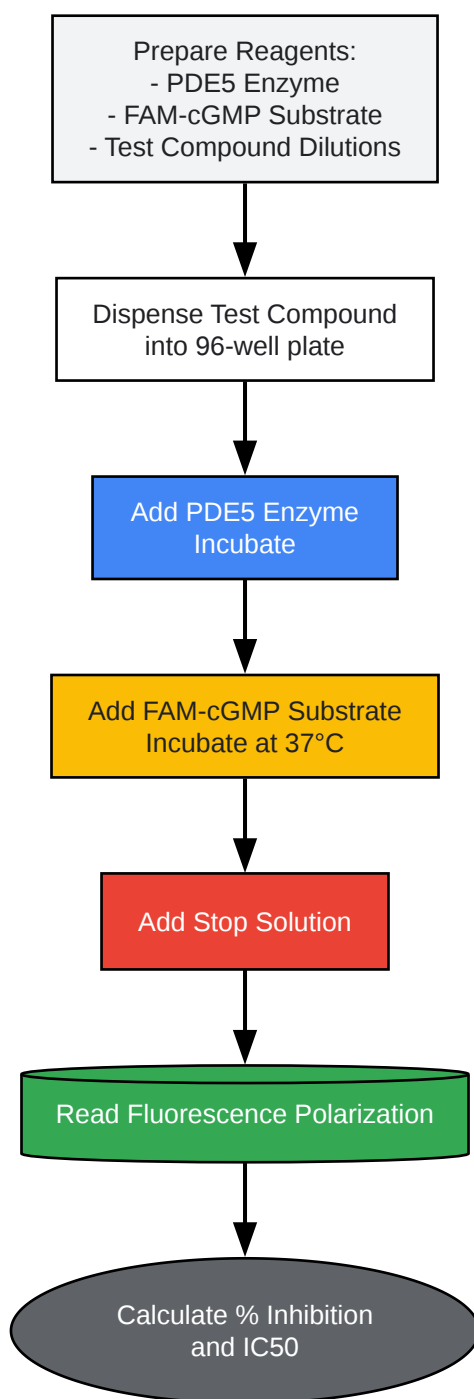 Prepare Reagents:
- PDE5 Enzyme
- FAM-cGMP Substrate
- Test Compound Dilutions
Dispense Test Compound
into 96-well plate
Add PDE5 Enzyme
Incubate
Add FAM-cGMP Substrate
Incubate at 37°C
Add Stop Solution
Read Fluorescence Polarization
Calculate % Inhibition
and IC50